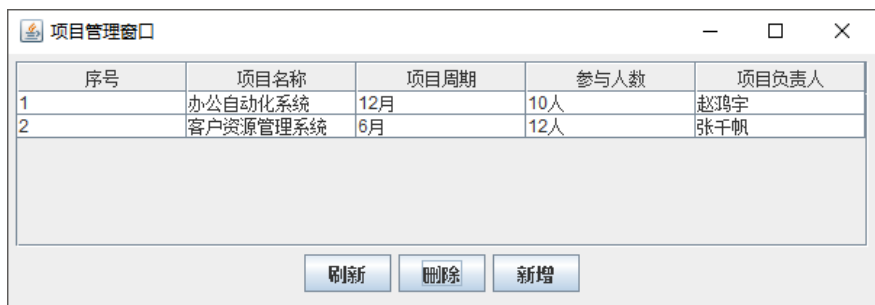 项目管理窗口
序号 项目名称 项目周期 参与人数 项目负责人
1 办公自动化系统 12月 10人 赵鸿宇
2 客户资源管理系统 6月 12人 张千帆
刷新 删除 新增